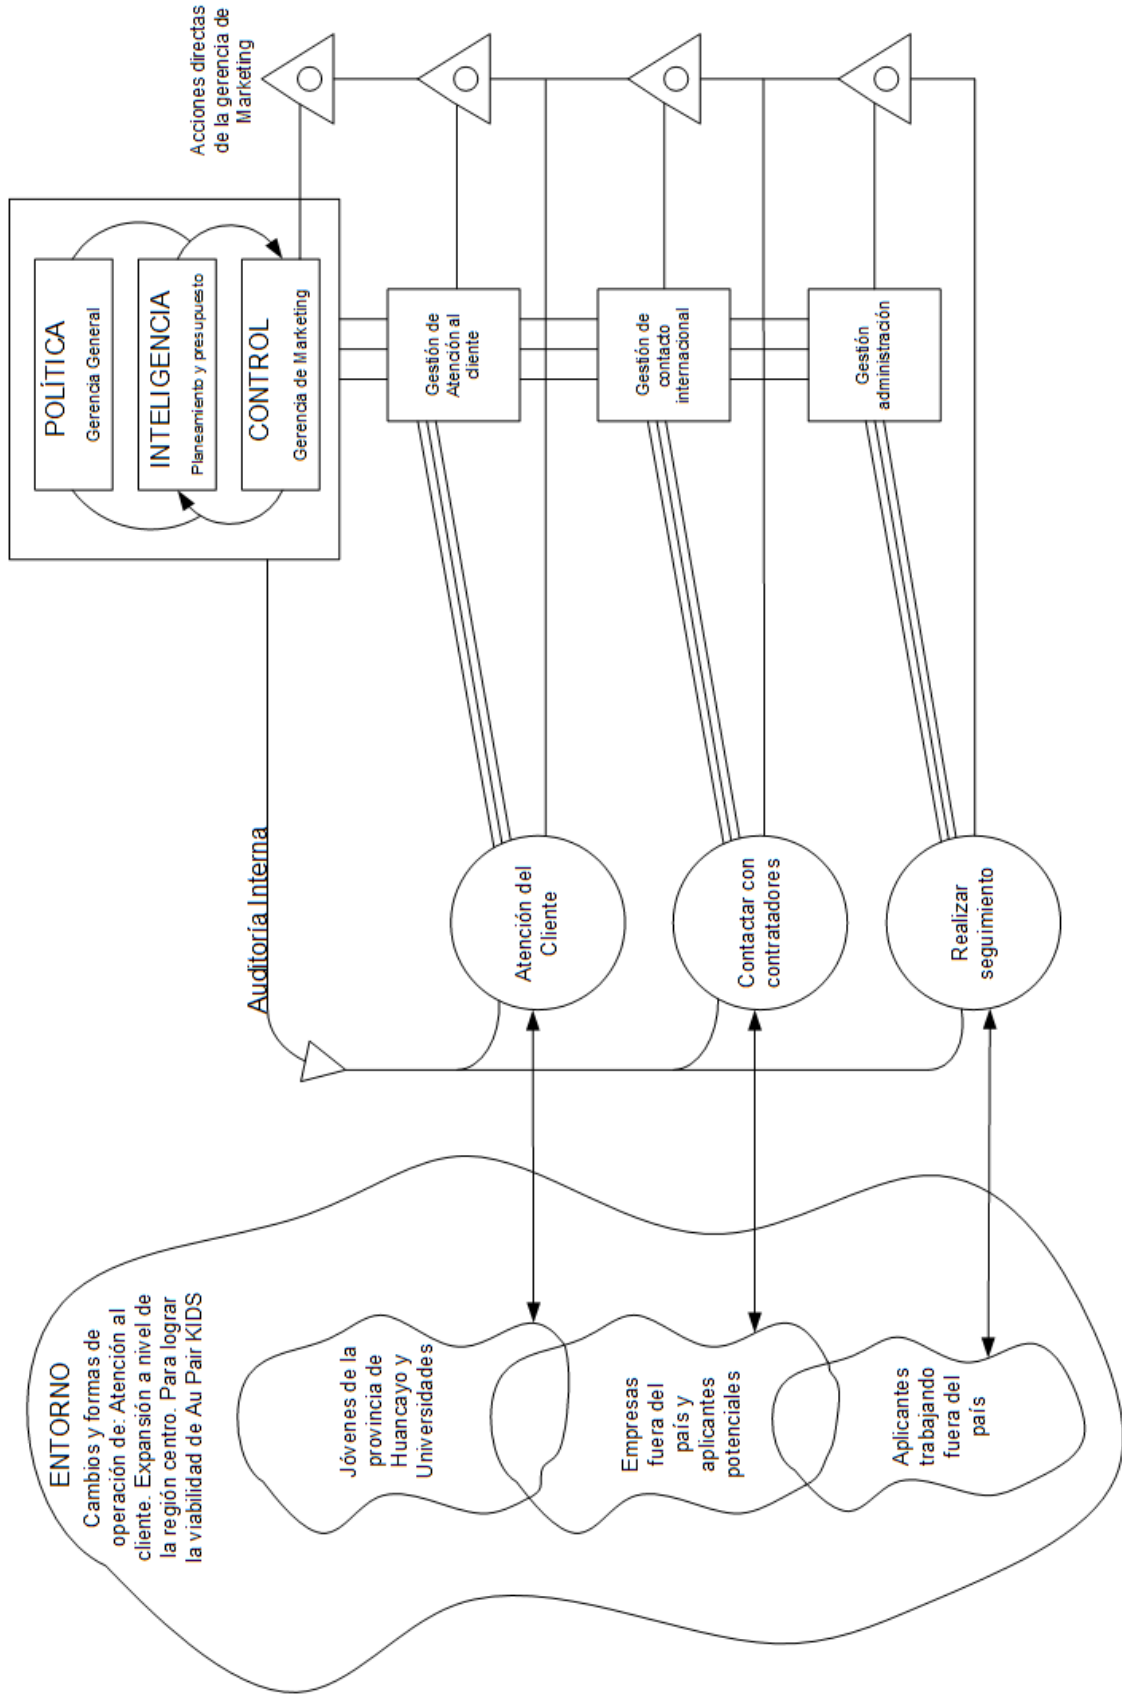 ENTORNO
Cambios y formas de
operación de: Atención al
cliente. Expansión a nivel de
la región centro. Para lograr
la viabilidad de Au Pair KIDS
Jóvenes de la
provincia de
Huancayo y
Universidades
Empresas
fuera del
país y
aplicantes
potenciales
Aplicantes
trabajando
fuera del
país
Auditoría Interna
Atención del
Cliente
Contactar con
contratadores
Realizar
seguimiento
POLÍTICA
Gerencia General
INTELIGENCIA
Planeamiento y presupuesto
CONTROL
Gerencia de Marketing
Gestión de
Atención al
cliente
Gestión de
contacto
internacional
Gestión
administración
Acciones directas
de la gerencia de
Marketing